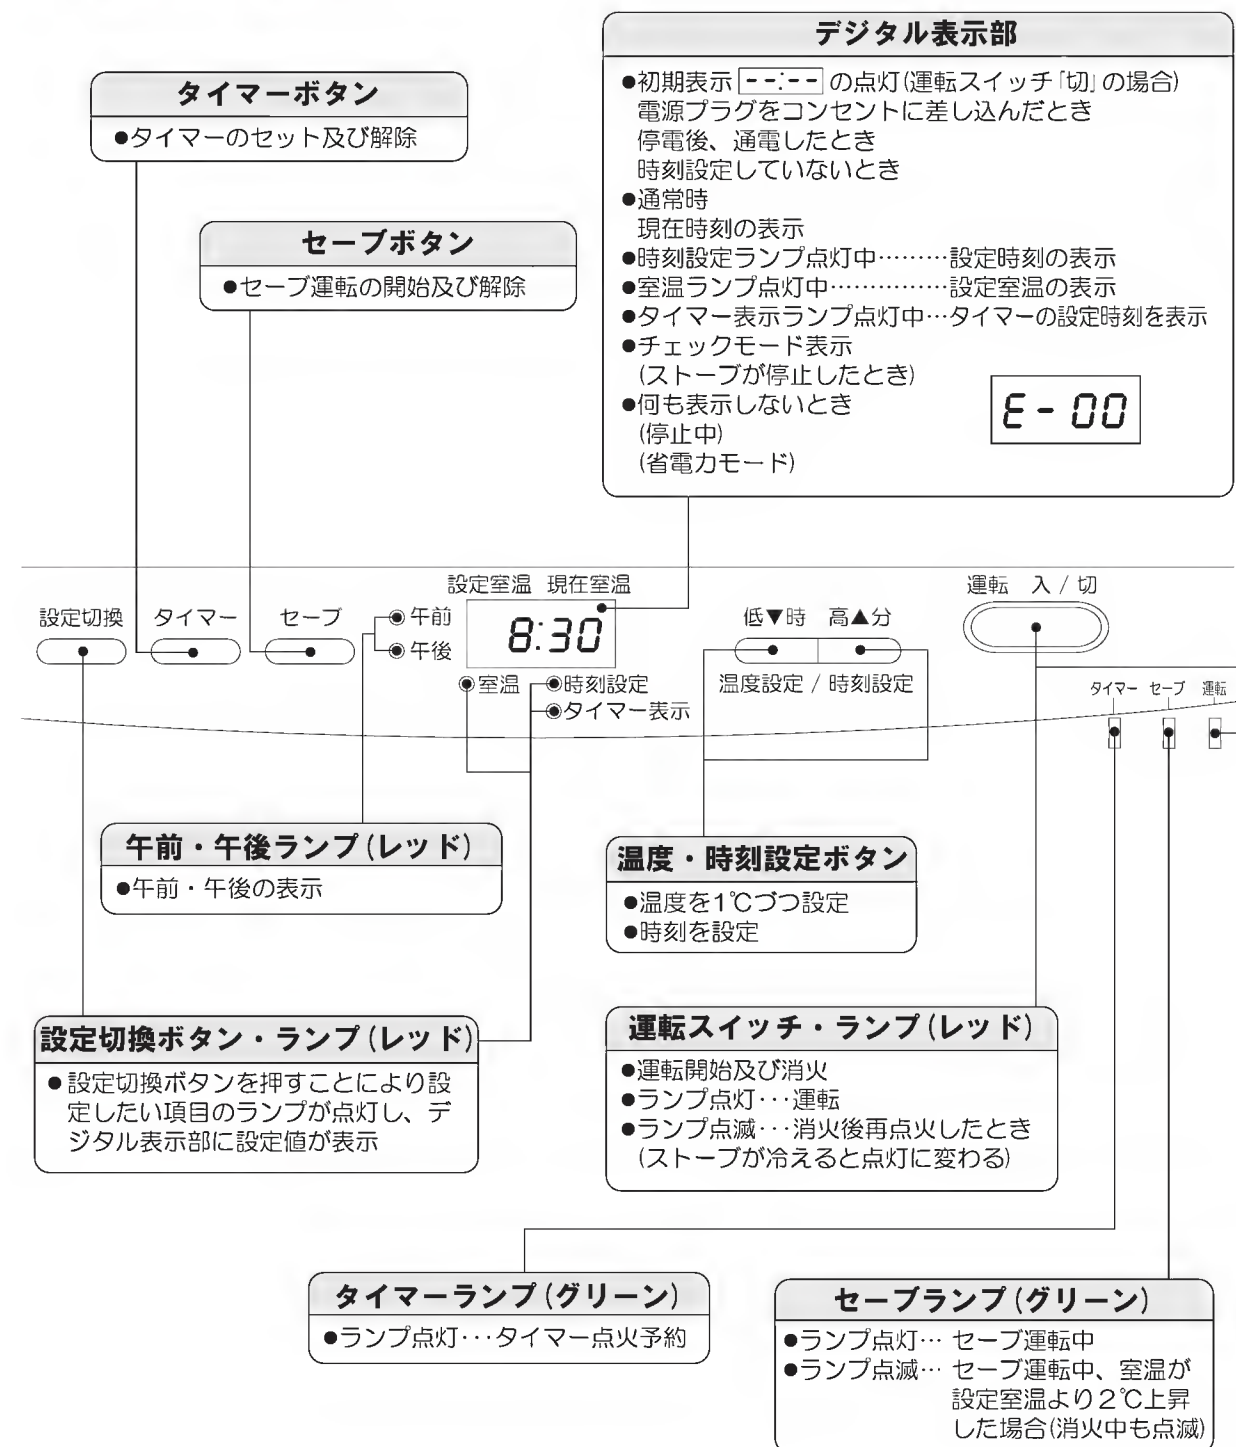 デジタル表示部
●初期表示 --:-- の点灯(運転スイッチ「切」の場合)
電源プラグをコンセントに差し込んだとき
停電後、通電したとき
時刻設定していないとき
●通常時
現在時刻の表示
●時刻設定ランプ点灯中………設定時刻の表示
●室温ランプ点灯中……………設定室温の表示
●タイマー表示ランプ点灯中…タイマーの設定時刻を表示
●チェックモード表示
(ストーブが停止したとき)
●何も表示しないとき
(停止中)
(省電力モード)
E-00
タイマーボタン
●タイマーのセット及び解除
セーブボタン
●セーブ運転の開始及び解除
設定切換 タイマー セーブ
設定室温 現在室温
午前
午後
8:30
室温 時刻設定
タイマー表示
低▼時 高▲分
温度設定 / 時刻設定
運転 入 / 切
タイマー セーブ 運転
午前・午後ランプ(レッド)
●午前・午後の表示
温度・時刻設定ボタン
●温度を1℃づつ設定
●時刻を設定
設定切換ボタン・ランプ(レッド)
●設定切換ボタンを押すことにより設
定したい項目のランプが点灯し、デ
ジタル表示部に設定値が表示
運転スイッチ・ランプ(レッド)
●運転開始及び消火
●ランプ点灯･･･運転
●ランプ点滅･･･消火後再点火したとき
(ストーブが冷えると点灯に変わる)
タイマーランプ(グリーン)
●ランプ点灯･･･タイマー点火予約
セーブランプ(グリーン)
●ランプ点灯… セーブ運転中
●ランプ点滅… セーブ運転中、室温が
設定室温より2℃上昇
した場合(消火中も点滅)